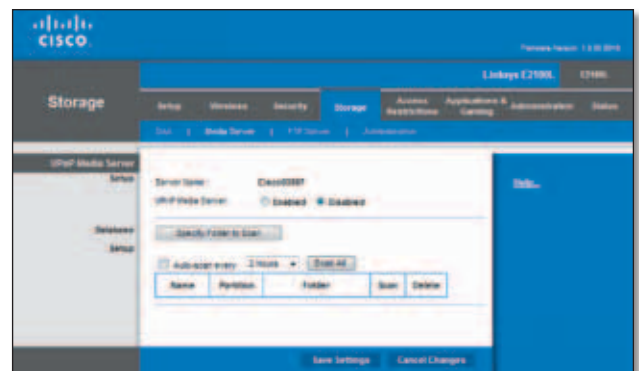 CISCO
Firmware Version:
Linksys E2100L
E2100L
Storage
Setup
Wireless
Security
Storage
Access Restrictions
Applications & Gaming
Administration
Status
Disk | Media Server | FTP Server | Administration
UPnP Media Server
Setup
Server Name:
UPnP Media Server: Enabled Disabled
Database
Specify Folder to Scan
Setup
Auto-scan every 2 hours Scan All
Name Partition Folder Scan Delete
Help...
Save Settings Cancel Changes